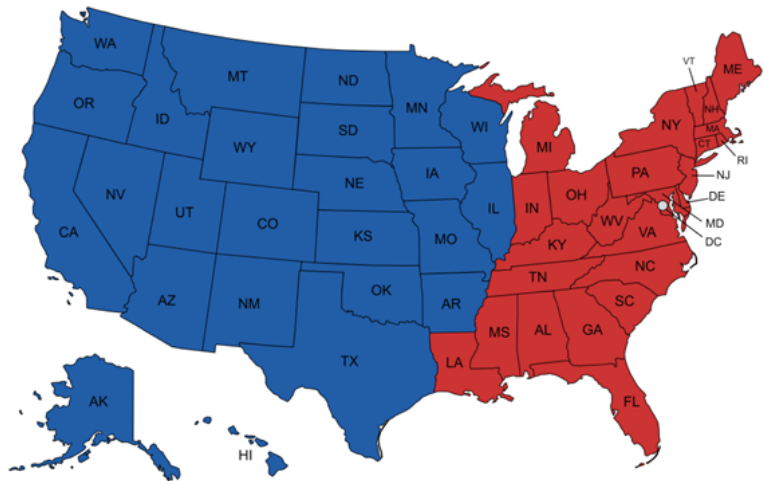 WA
OR
ID
MT
ND
MN
SD
WY
WI
NV
UT
CA
CO
NE
IA
IL
KS
MO
AZ
NM
OK
AR
TX
LA
AK
HI
MI
IN
OH
KY
WV
TN
MS
AL
GA
SC
NC
VA
FL
PA
NY
VT
ME
NH
MA
CT
RI
NJ
DE
MD
DC